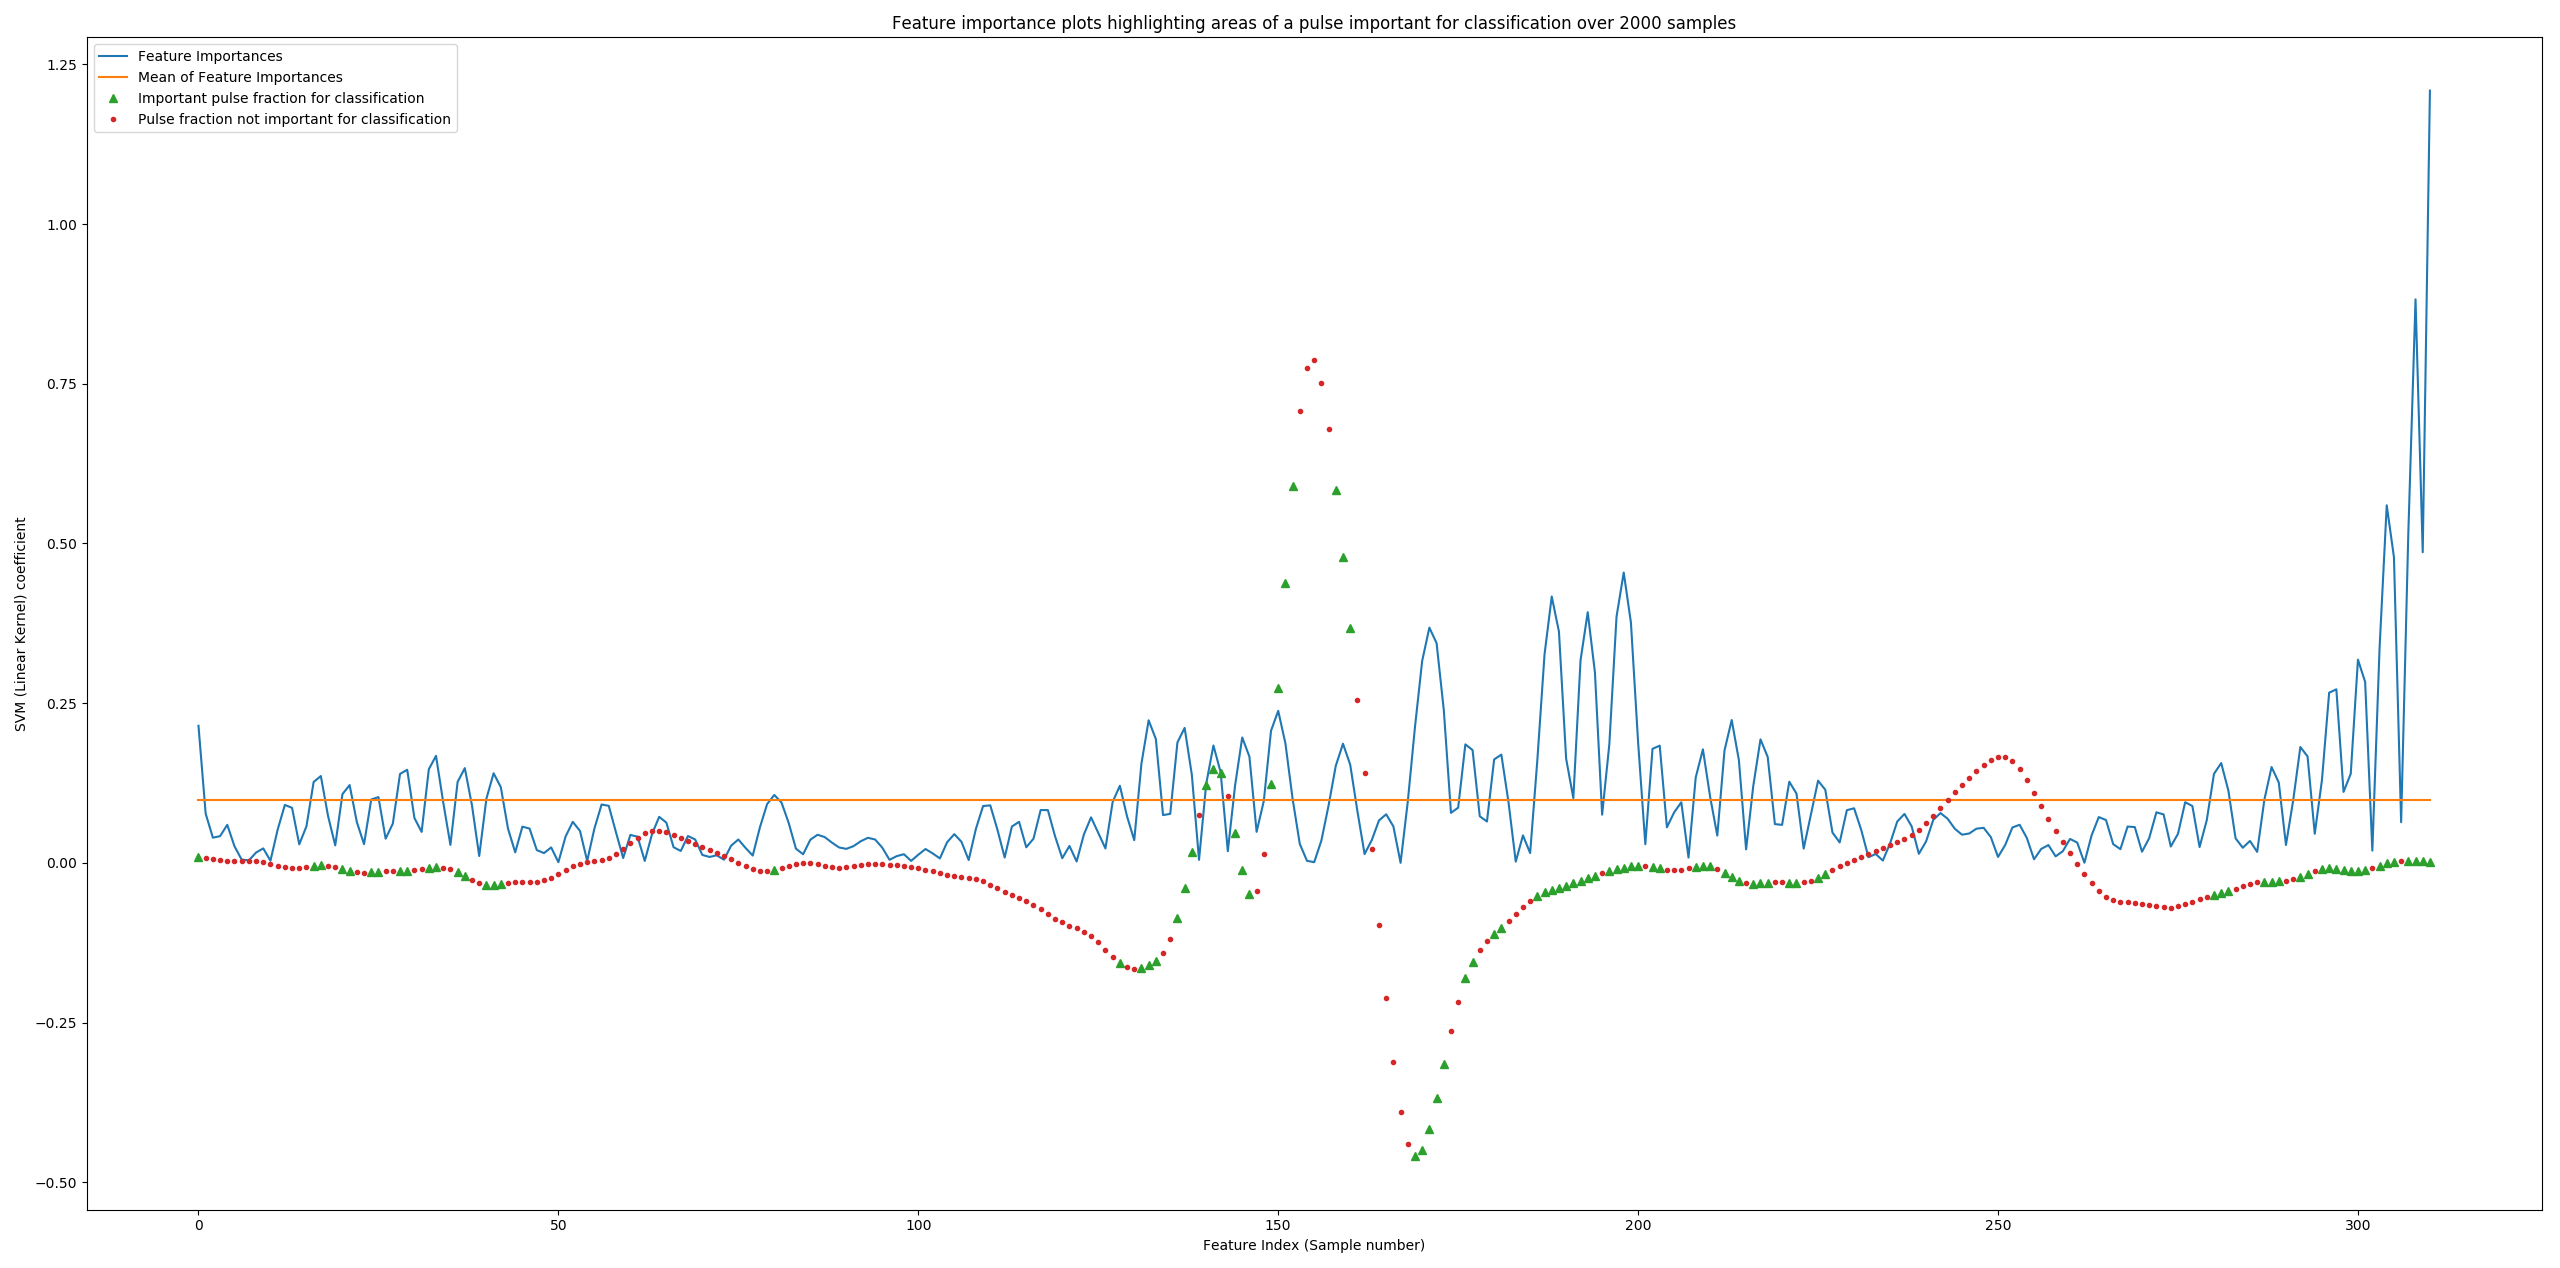 Feature importance plots highlighting areas of a pulse important for classification over 2000 samples
Feature Importances
Mean of Feature Importances
Important pulse fraction for classification
Pulse fraction not important for classification
1.25
1.00
0.75
0.50
0.25
0.00
−0.25
−0.50
SVM (Linear Kernel) coefficient
0
50
100
150
200
250
300
Feature Index (Sample number)